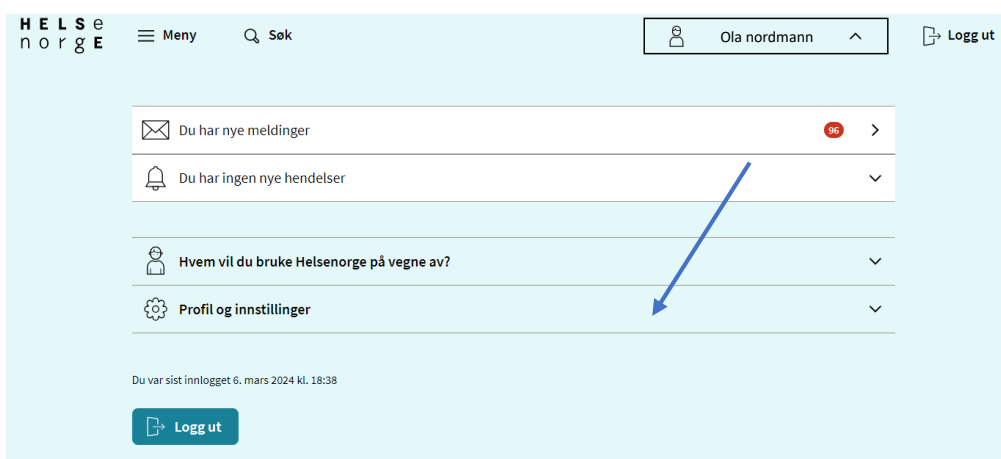 HELSe
norgE
Meny
Søk
Ola nordmann
Logg ut
Du har nye meldinger
96
Du har ingen nye hendelser
Hvem vil du bruke Helsenorge på vegne av?
Profil og innstillinger
Du var sist innlogget 6. mars 2024 kl. 18:38
Logg ut